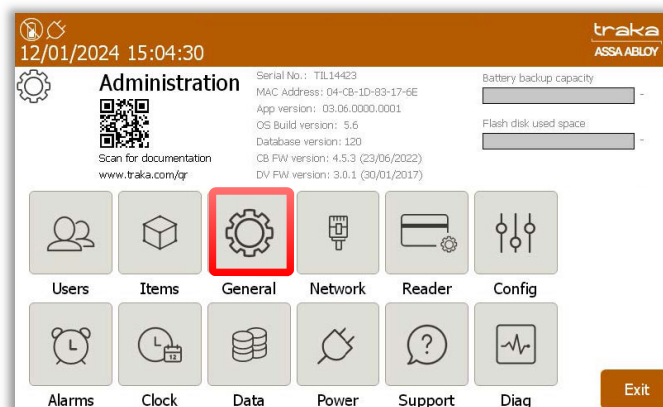 traka
12/01/2024 15:04:30
ASSA ABLOY
Administration
Scan for documentation
www.traka.com/qr
Serial No.: TIL14423
MAC Address: 04-CB-1D-83-17-6E
App version: 03.06.0000.0001
OS Build version: 5.6
Database version: 120
CB FW version: 4.5.3 (23/06/2022)
DV FW version: 3.0.1 (30/01/2017)
Battery backup capacity
-
Flash disk used space
-
Users
Items
General
Network
Reader
Config
12
Alarms
Clock
Data
Power
Support
Diag
Exit